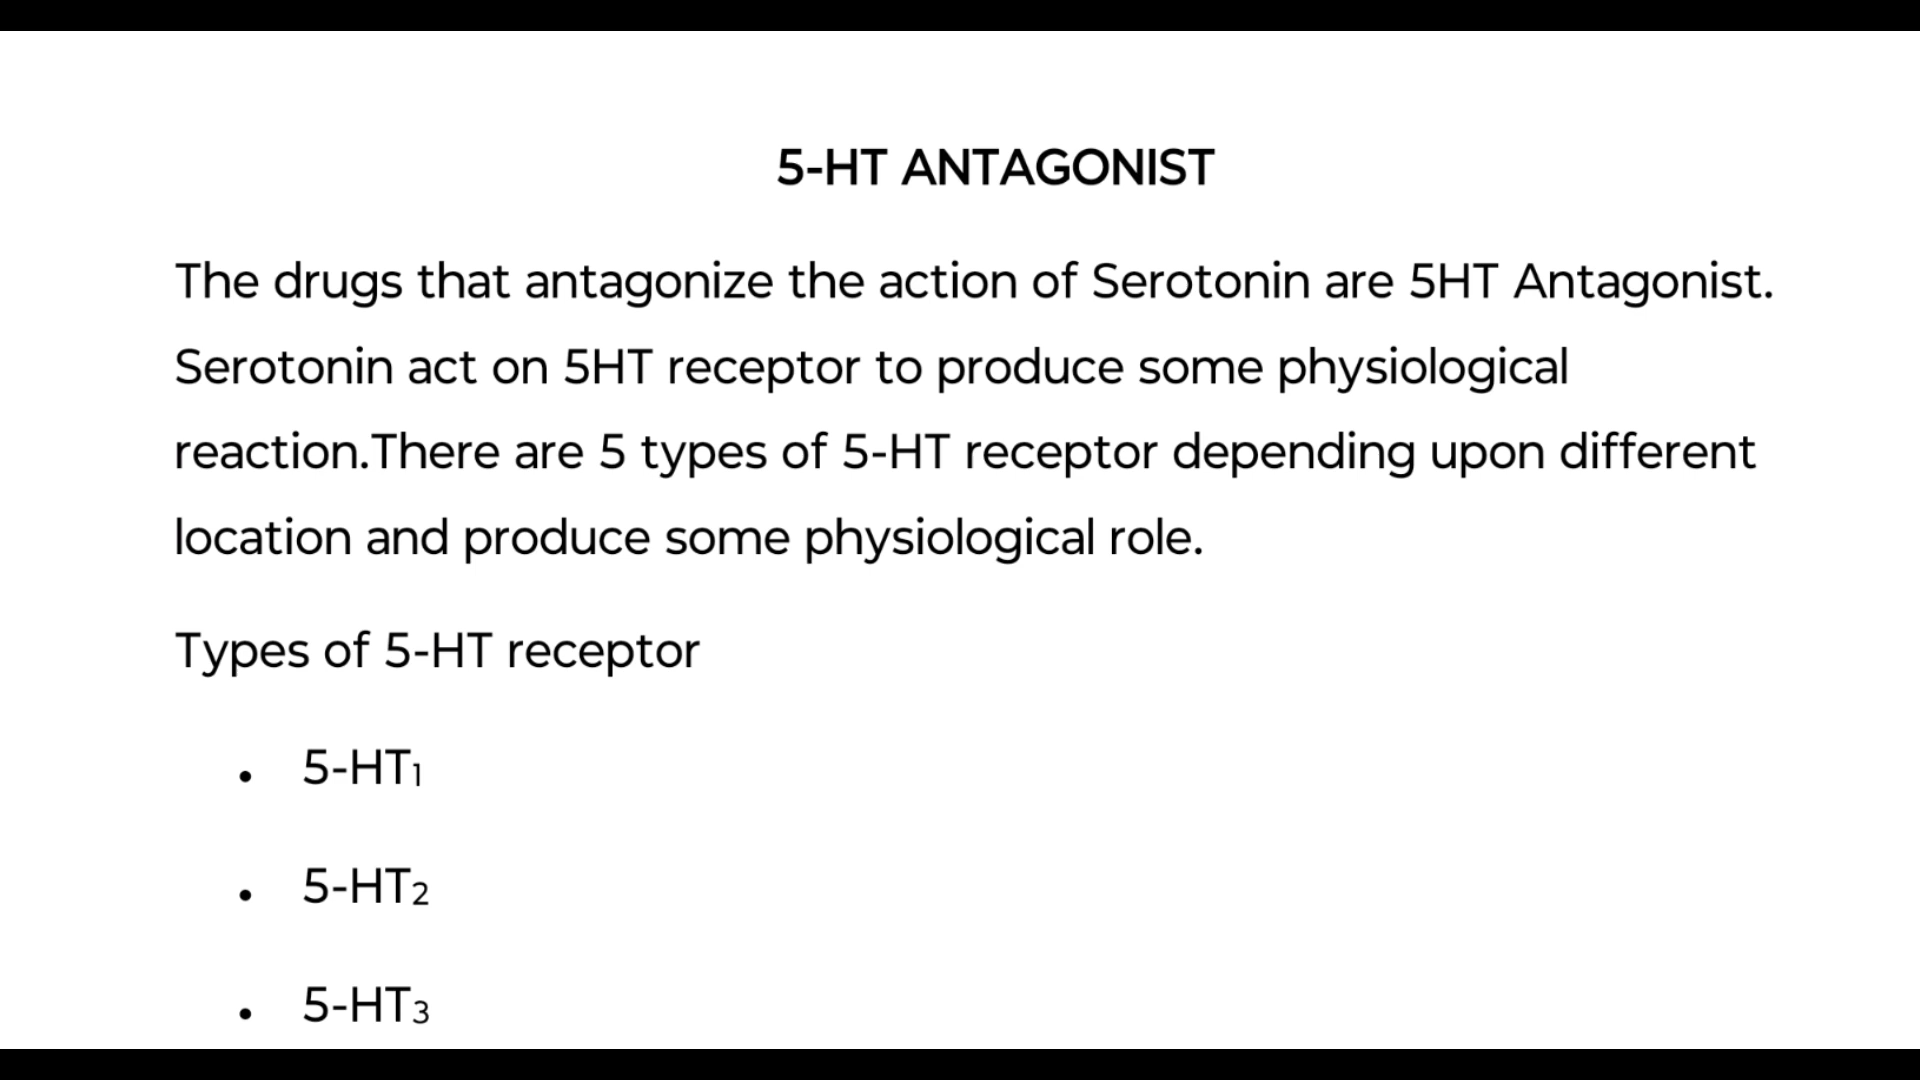 5-HT ANTAGONIST
The drugs that antagonize the action of Serotonin are 5HT Antagonist.
Serotonin act on 5HT receptor to produce some physiological
reaction.There are 5 types of 5-HT receptor depending upon different
location and produce some physiological role.
Types of 5-HT receptor
• 5-HT₁
• 5-HT₂
• 5-HT₃